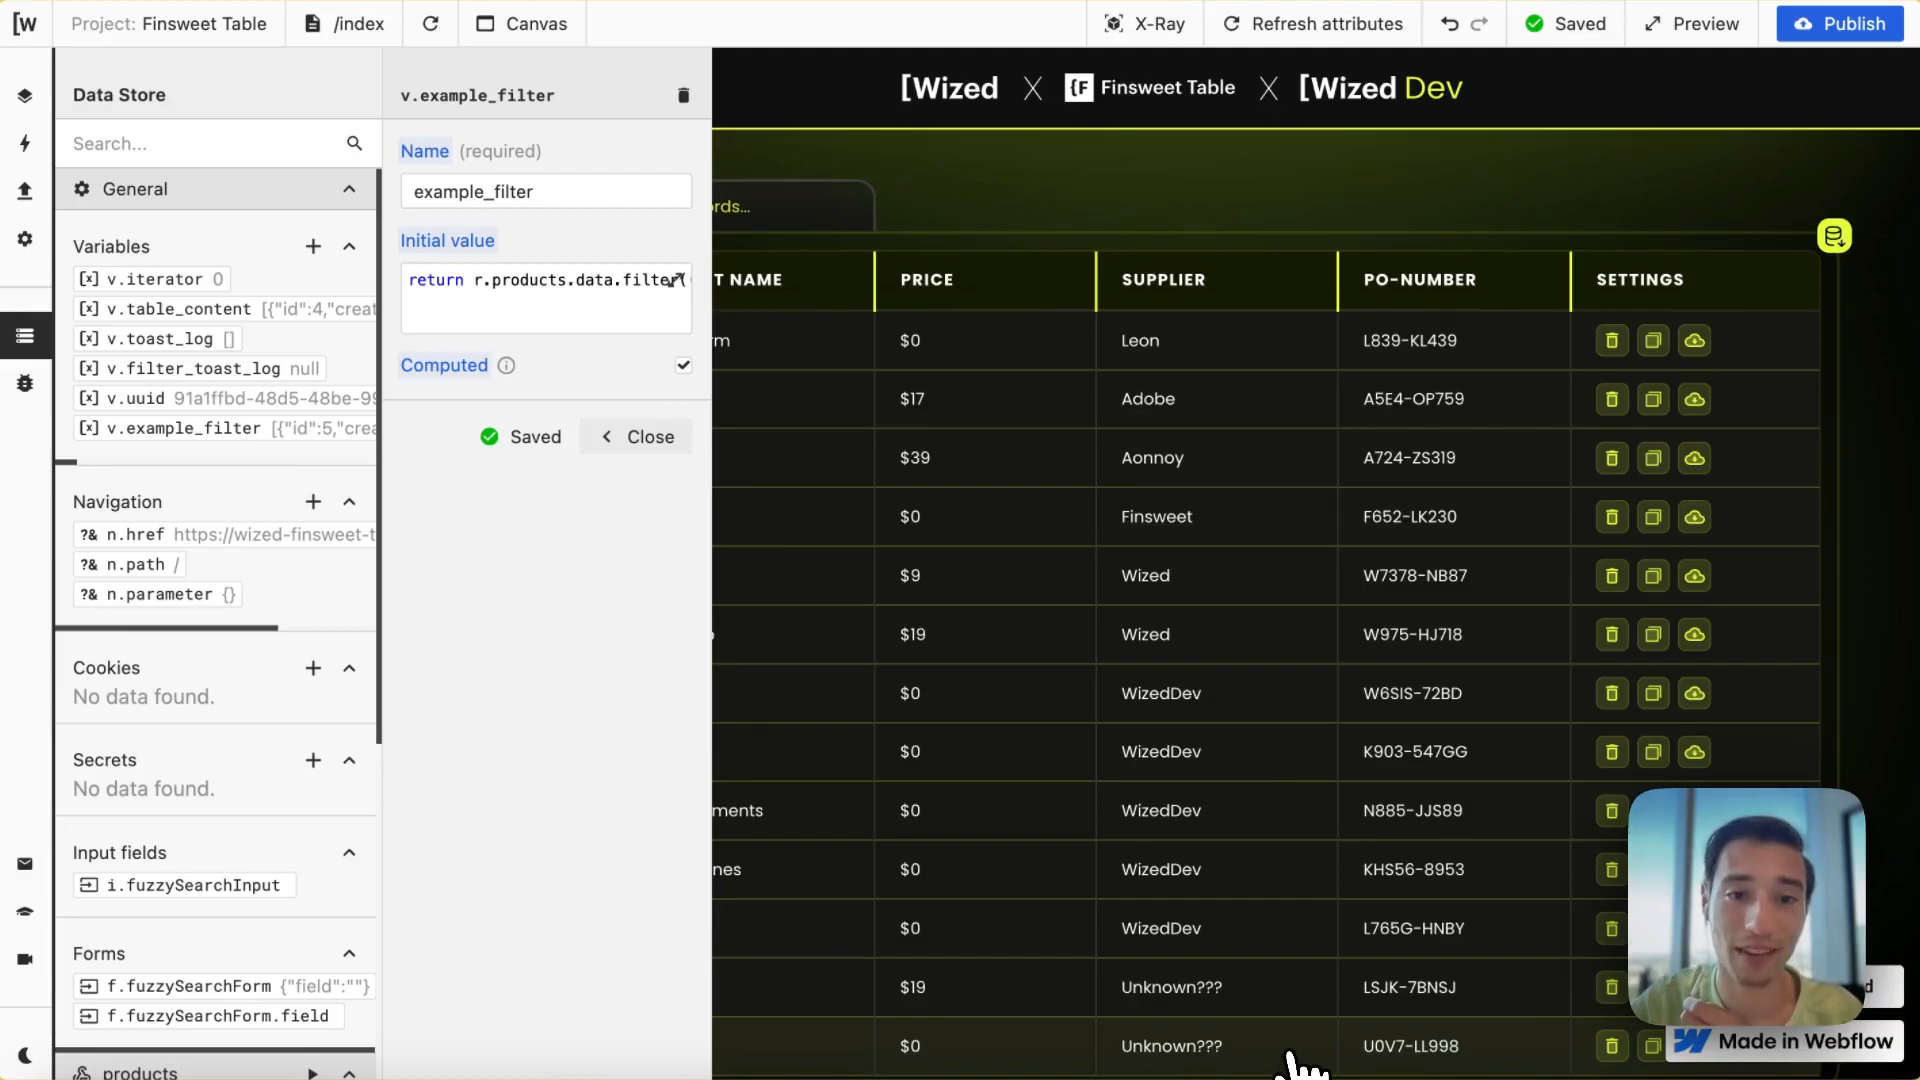 [W
Project: Finsweet Table
/index
Canvas
X-Ray
Refresh attributes
Saved
Preview
Publish
Data Store
Search...
General
Variables
[x] v.iterator 0
[x] v.table_content [{"id":4,"creat
[x] v.toast_log []
[x] v.filter_toast_log null
[x] v.uuid 91a1ffbd-48d5-48be-99
[x] v.example_filter [{"id":5,"crea
Navigation
?& n.href https://wized-finsweet-t
?& n.path /
?& n.parameter {}
Cookies
No data found.
Secrets
No data found.
Input fields
i.fuzzySearchInput
Forms
f.fuzzySearchForm {"field":""}
f.fuzzySearchForm.field
products
v.example_filter
Name (required)
example_filter
Initial value
return r.products.data.filter(
Computed
Saved
Close
[Wized X {F Finsweet Table X [Wized Dev
rds...
T NAME PRICE SUPPLIER PO-NUMBER SETTINGS
rm $0 Leon L839-KL439
$17 Adobe A5E4-OP759
$39 Aonnoy A724-ZS319
$0 Finsweet F652-LK230
$9 Wized W7378-NB87
$19 Wized W975-HJ718
$0 WizedDev W6SIS-72BD
$0 WizedDev K903-547GG
ments $0 WizedDev N885-JJS89
nes $0 WizedDev KHS56-8953
$0 WizedDev L765G-HNBY
$19 Unknown??? LSJK-7BNSJ
d
$0 Unknown??? U0V7-LL998
Made in Webflow